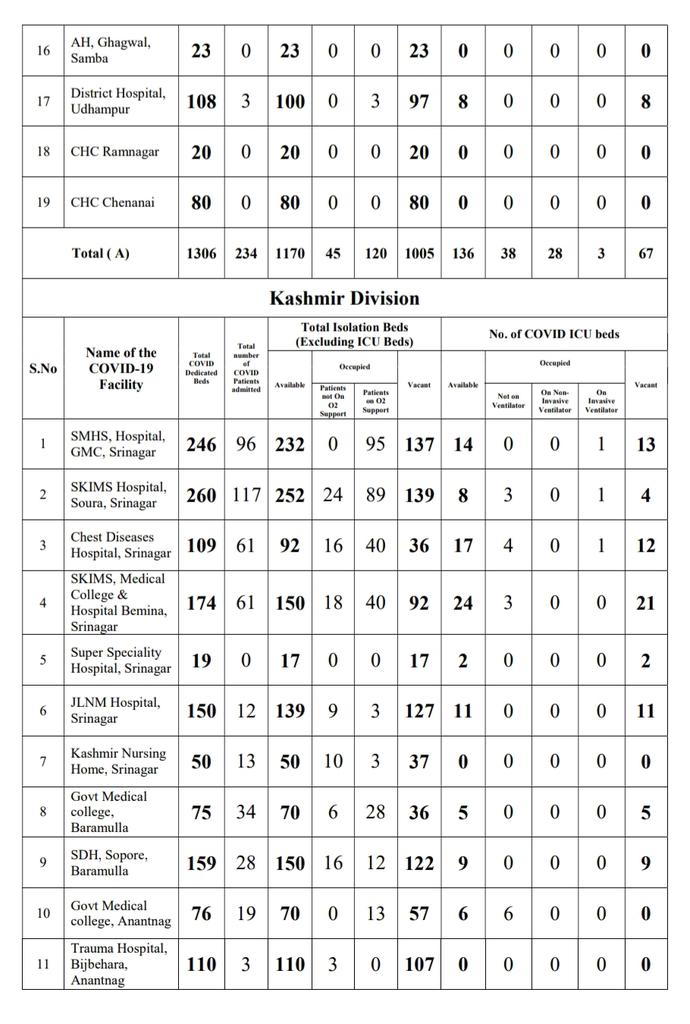 16 AH, Ghagwal, Samba 23 0 23 0 0 23 0 0 0 0 0
17 District Hospital, Udhampur 108 3 100 0 3 97 8 0 0 0 8
18 CHC Ramnagar 20 0 20 0 0 20 0 0 0 0 0
19 CHC Chenanai 80 0 80 0 0 80 0 0 0 0 0
Total ( A) 1306 234 1170 45 120 1005 136 38 28 3 67
Kashmir Division
S.No
Name of the
COVID-19
Facility
Total
COVID
Dedicated
Beds
Total
number
of
COVID
Patients
admitted
Total Isolation Beds
(Excluding ICU Beds)
Available
Occupied
Patients
not On
O2
Support
Patients
on O2
Support
Vacant
No. of COVID ICU beds
Available
Occupied
Not on
Ventilator
On Non-
Invasive
Ventilator
On
Invasive
Ventilator
Vacant
1 SMHS, Hospital, GMC, Srinagar 246 96 232 0 95 137 14 0 0 1 13
2 SKIMS Hospital, Soura, Srinagar 260 117 252 24 89 139 8 3 0 1 4
3 Chest Diseases Hospital, Srinagar 109 61 92 16 40 36 17 4 0 1 12
4 SKIMS, Medical College & Hospital Bemina, Srinagar 174 61 150 18 40 92 24 3 0 0 21
5 Super Speciality Hospital, Srinagar 19 0 17 0 0 17 2 0 0 0 2
6 JLNM Hospital, Srinagar 150 12 139 9 3 127 11 0 0 0 11
7 Kashmir Nursing Home, Srinagar 50 13 50 10 3 37 0 0 0 0 0
8 Govt Medical college, Baramulla 75 34 70 6 28 36 5 0 0 0 5
9 SDH, Sopore, Baramulla 159 28 150 16 12 122 9 0 0 0 9
10 Govt Medical college, Anantnag 76 19 70 0 13 57 6 6 0 0 0
11 Trauma Hospital, Bijbehara, Anantnag 110 3 110 3 0 107 0 0 0 0 0